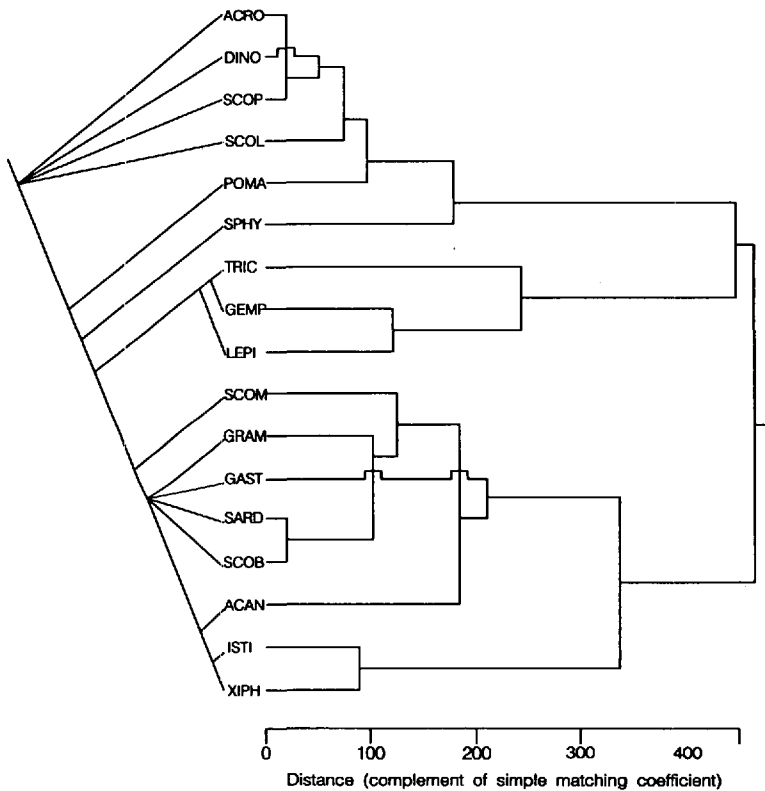 ACRO
DINO
SCOP
SCOL
POMA
SPHY
TRIC
GEMP
LEPI
SCOM
GRAM
GAST
SARD
SCOB
ACAN
ISTI
XIPH
0 100 200 300 400
Distance (complement of simple matching coefficient)